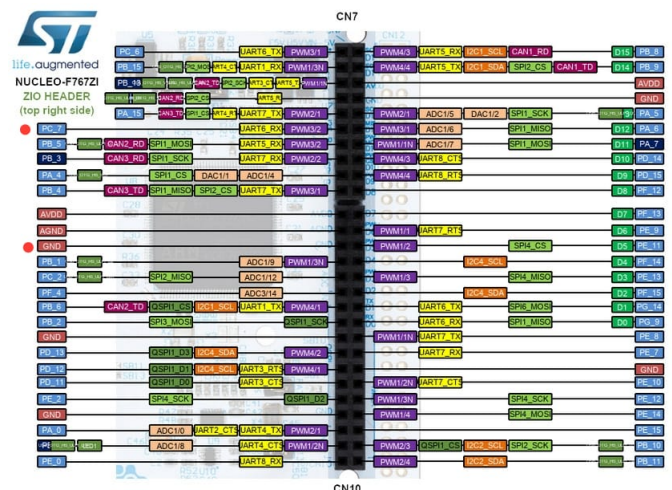 CN7
CN12
ST
life.augmented
NUCLEO-F767ZI
ZIO HEADER
(top right side)
PC_6 UART6_TX PWM3/1 PWM4/3 UART5_RX I2C1_SCL CAN1_RD D15 PB_8
PB_15 UART1_RX PWM1/3N PWM4/4 UART5_TX I2C1_SDA SPI2_CS CAN1_TD D14 PB_9
CAN2_TD AVDD
CAN2_RD SPI2_CS GND
PA_15 CAN3_TD SPI1_CS UART7_TX PWM2/1 PWM2/1 ADC1/5 DAC1/2 SPI1_SCK PA_5
PC_7 UART6_RX PWM3/2 PWM3/1 ADC1/6 SPI1_MISO D12 PA_6
PB_5 CAN2_RD SPI1_MOSI UART5_RX PWM3/2 PWM1/1N ADC1/7 SPI1_MOSI D11 PA_7
PB_3 CAN3_RD SPI1_SCK UART7_RX PWM2/2 PWM4/3 UART8_CTS D10 PD_14
PA_4 SPI1_CS DAC1/1 ADC1/4 PWM4/4 UART8_RTS D9 PD_15
PB_4 CAN3_TD SPI1_MISO SPI2_CS UART7_TX PWM3/1 D8 PF_12
AVDD D7 PF_13
AGND PWM1/1 UART7_RTS D6 PE_9
GND PWM1/2 SPI4_CS D5 PE_11
PB_1 ADC1/9 PWM1/3N I2C4_SCL D4 PF_14
PC_2 SPI2_MISO ADC1/12 PWM1/3 SPI4_MISO D3 PE_13
PF_4 ADC3/14 I2C4_SDA D2 PF_15
PB_6 CAN2_TD QSPI1_CS I2C1_SCL UART1_TX PWM4/1 UART6_TX SPI6_MOSI D1 PG_14
PB_2 SPI3_MOSI QSPI1_SCK UART6_RX SPI6_MISO D0 PG_9
GND PWM1/1N UART7_TX PE_8
PD_13 QSPI1_D3 I2C4_SDA PWM4/2 UART7_RX PE_7
PD_12 QSPI1_D1 I2C4_SCL UART3_RTS PWM4/1 GND
PD_11 QSPI1_D0 UART3_CTS PWM1/2N UART7_CTS PE_10
PE_2 SPI4_SCK QSPI1_D2 PWM1/3N SPI4_SCK PE_12
GND PWM1/4 SPI4_MOSI PE_14
PA_0 ADC1/0 UART2_CTS UART4_TX PWM2/1 PE_15
ADC1/8 UART4_CTS PWM1/2N PWM2/3 QSPI1_CS I2C2_SCL SPI2_SCK PB_10
PE_0 UART8_RX PWM2/4 I2C2_SDA PB_11
CN10